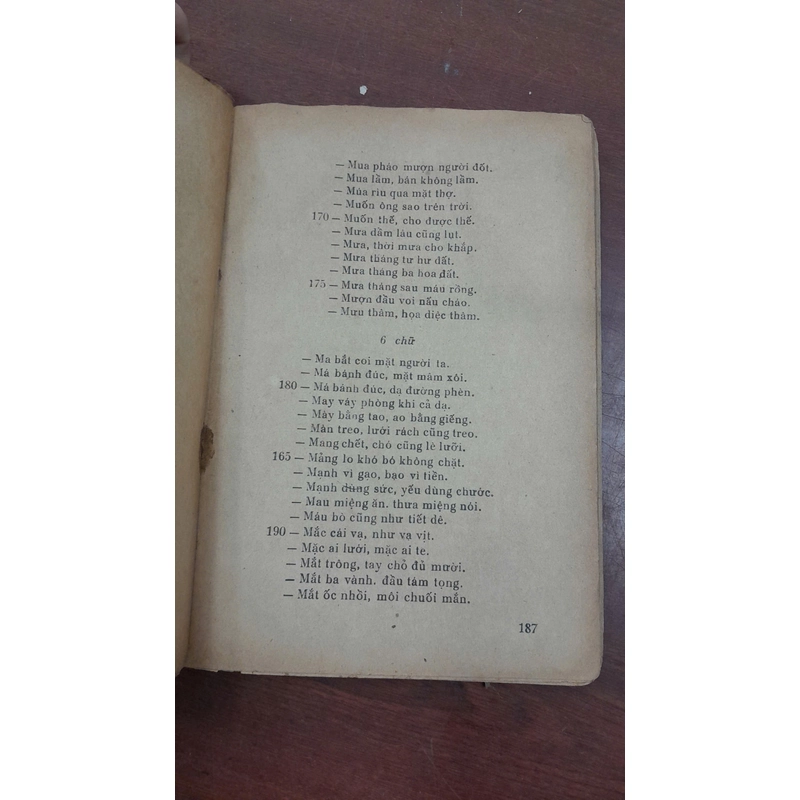 — Mua pháo mượn người đốt.
— Mua lầm, bán không lầm.
— Múa rìu qua mặt thợ.
— Muốn ông sao trên trời.
170 — Muốn thế, cho được thế.
— Mưa dầm lâu cũng lụt.
— Mưa, thời mưa cho khắp.
— Mưa tháng tư hư đất.
— Mưa tháng ba hoa đất.
175 — Mưa tháng sau máu rồng.
— Mượn đầu voi nấu cháo.
— Mưu thâm, họa diệc thâm.
6 chữ
— Ma bắt coi mặt người ta.
— Má bánh đúc, mặt mâm xôi.
180 — Má bánh đúc, dạ đường phèn.
— May váy phòng khi cả dạ.
— Mày bằng tao, ao bằng giếng.
— Màn treo, lưới rách cũng treo.
— Mang chết, chó cũng lè lưỡi.
165 — Mảng lo khó bó không chặt.
— Mạnh vì gạo, bạo vì tiền.
— Mạnh dùng sức, yếu dùng chước.
— Mau miệng ăn. thưa miệng nói.
— Máu bò cũng như tiết dê.
190 — Mắc cái vạ, như vạ vịt.
— Mặc ai lưới, mặc ai te.
— Mắt trông, tay chỏ đủ mười.
— Mắt ba vành. đầu tám tọng.
— Mắt ốc nhồi, môi chuối mắn.
187